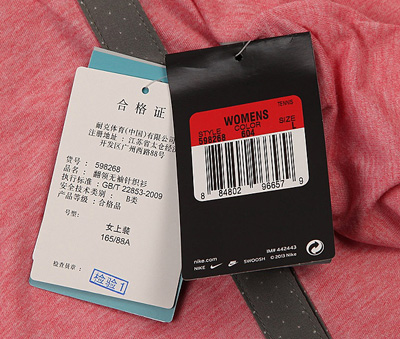 合格证
耐克体育(中国)有限公司
注册地址：江苏省太仓经济
开发区广州西路88号
货号： 598268
品名：翻领无袖针织衫
执行标准：GB/T 22853-2009
安全技术类别： B类
产品等级：合格品
号型：
女上装
165/88A
检查员章：
检验1
TENNIS
WOMENS
STYLE COLOR SIZE
598268 604 L
8 84802 96657 9
nike.com IM# 442443
NIKE SWOOSH © 2013 Nike